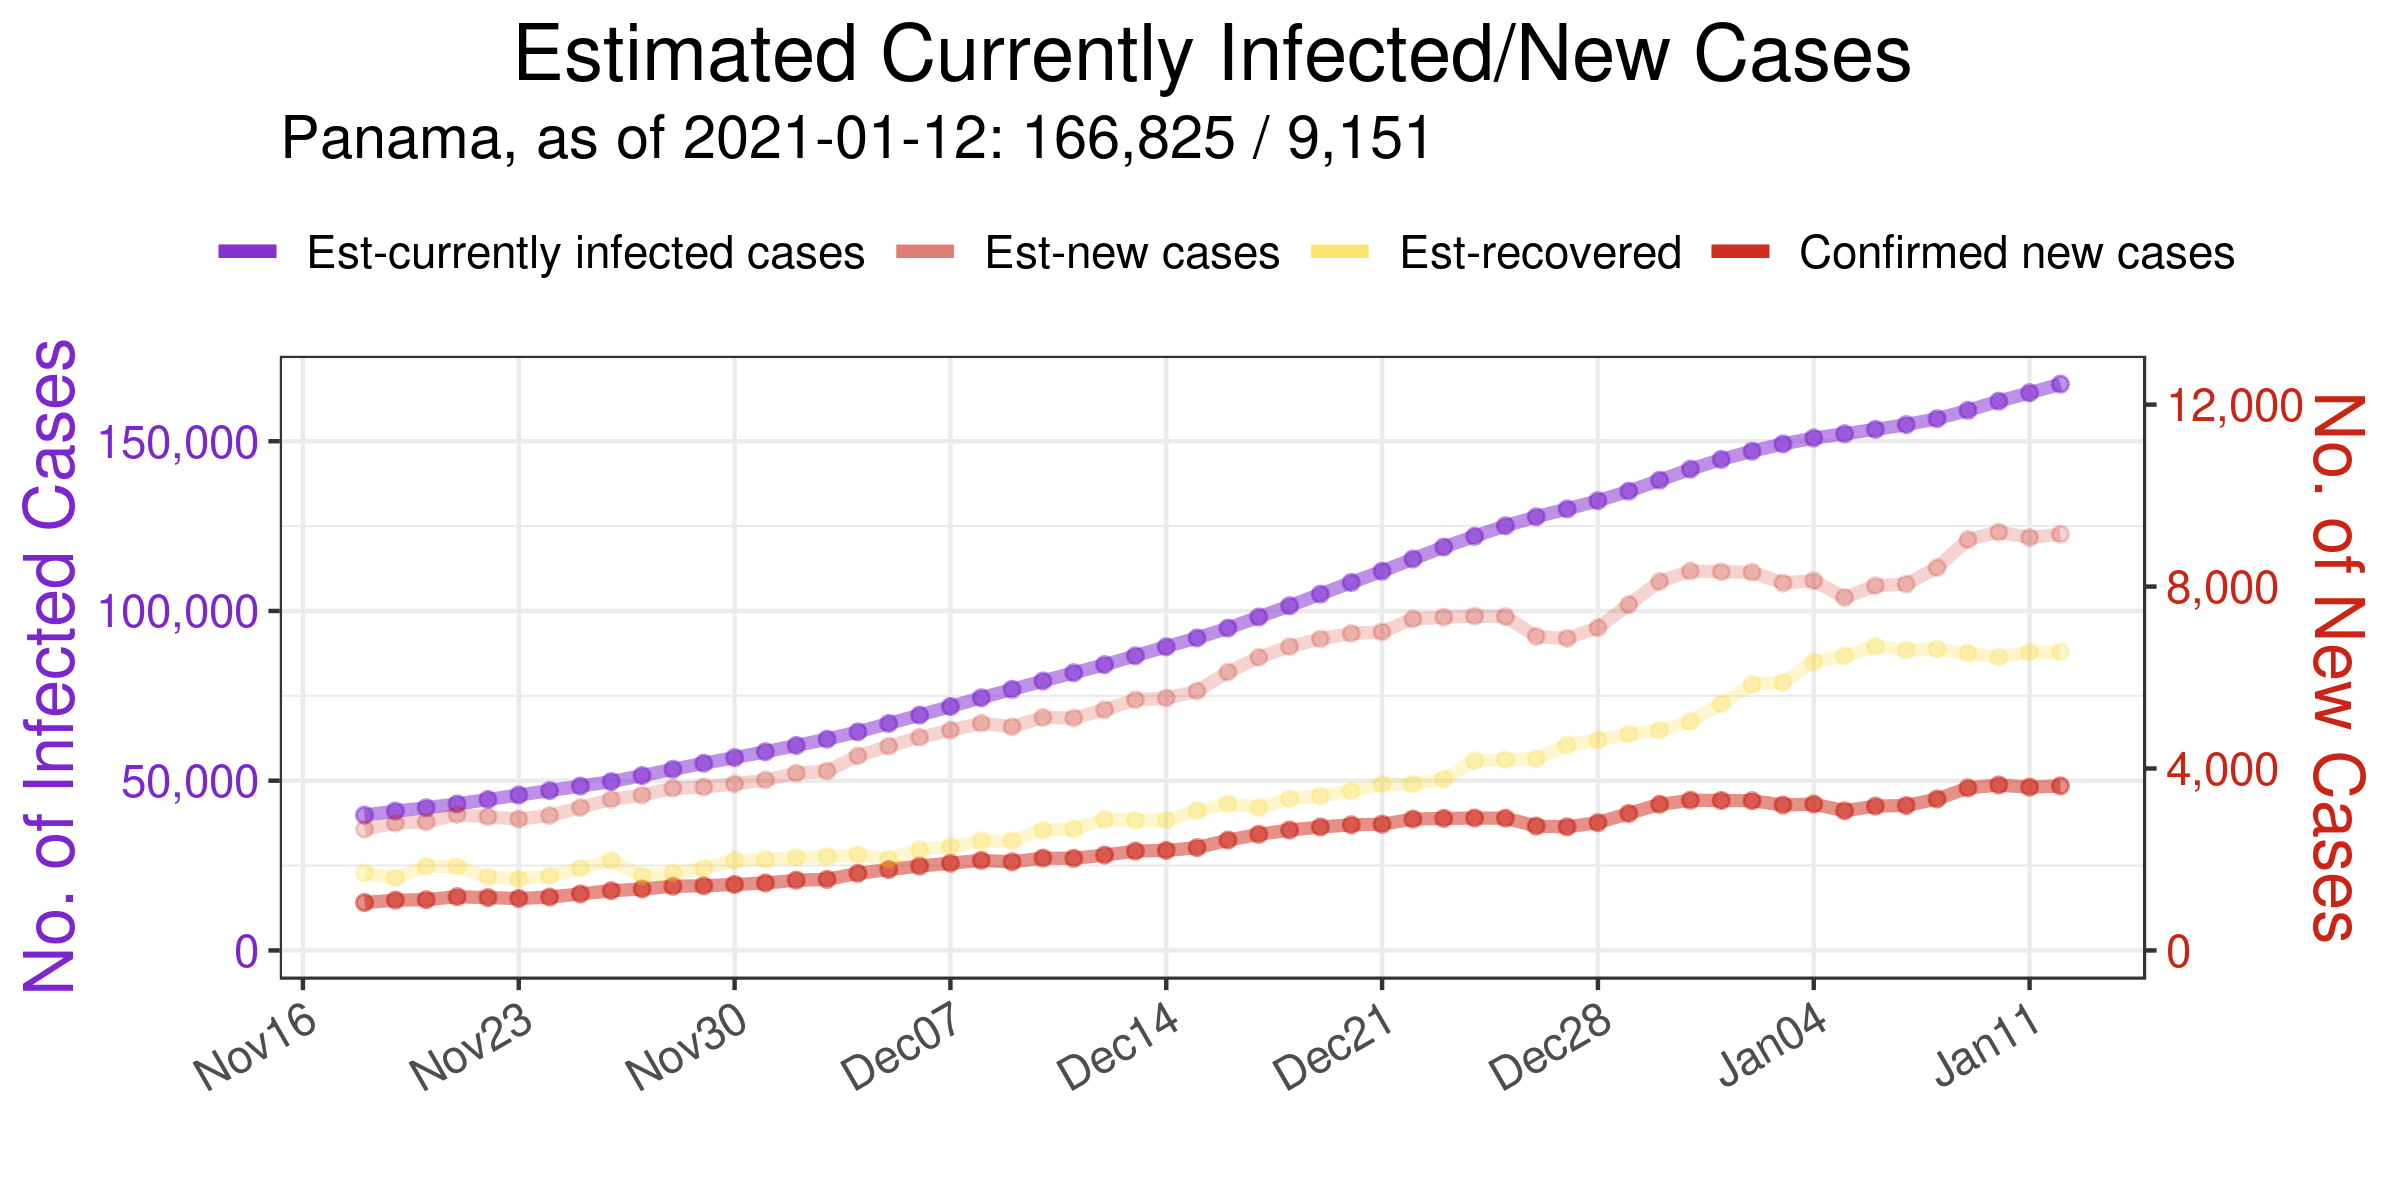 Estimated Currently Infected/New Cases
Panama, as of 2021-01-12: 166,825 / 9,151
Est-currently infected cases Est-new cases Est-recovered Confirmed new cases
No. of Infected Cases
150,000
100,000
50,000
0
12,000
8,000
4,000
0
No. of New Cases
Nov16 Nov23 Nov30 Dec07 Dec14 Dec21 Dec28 Jan04 Jan11